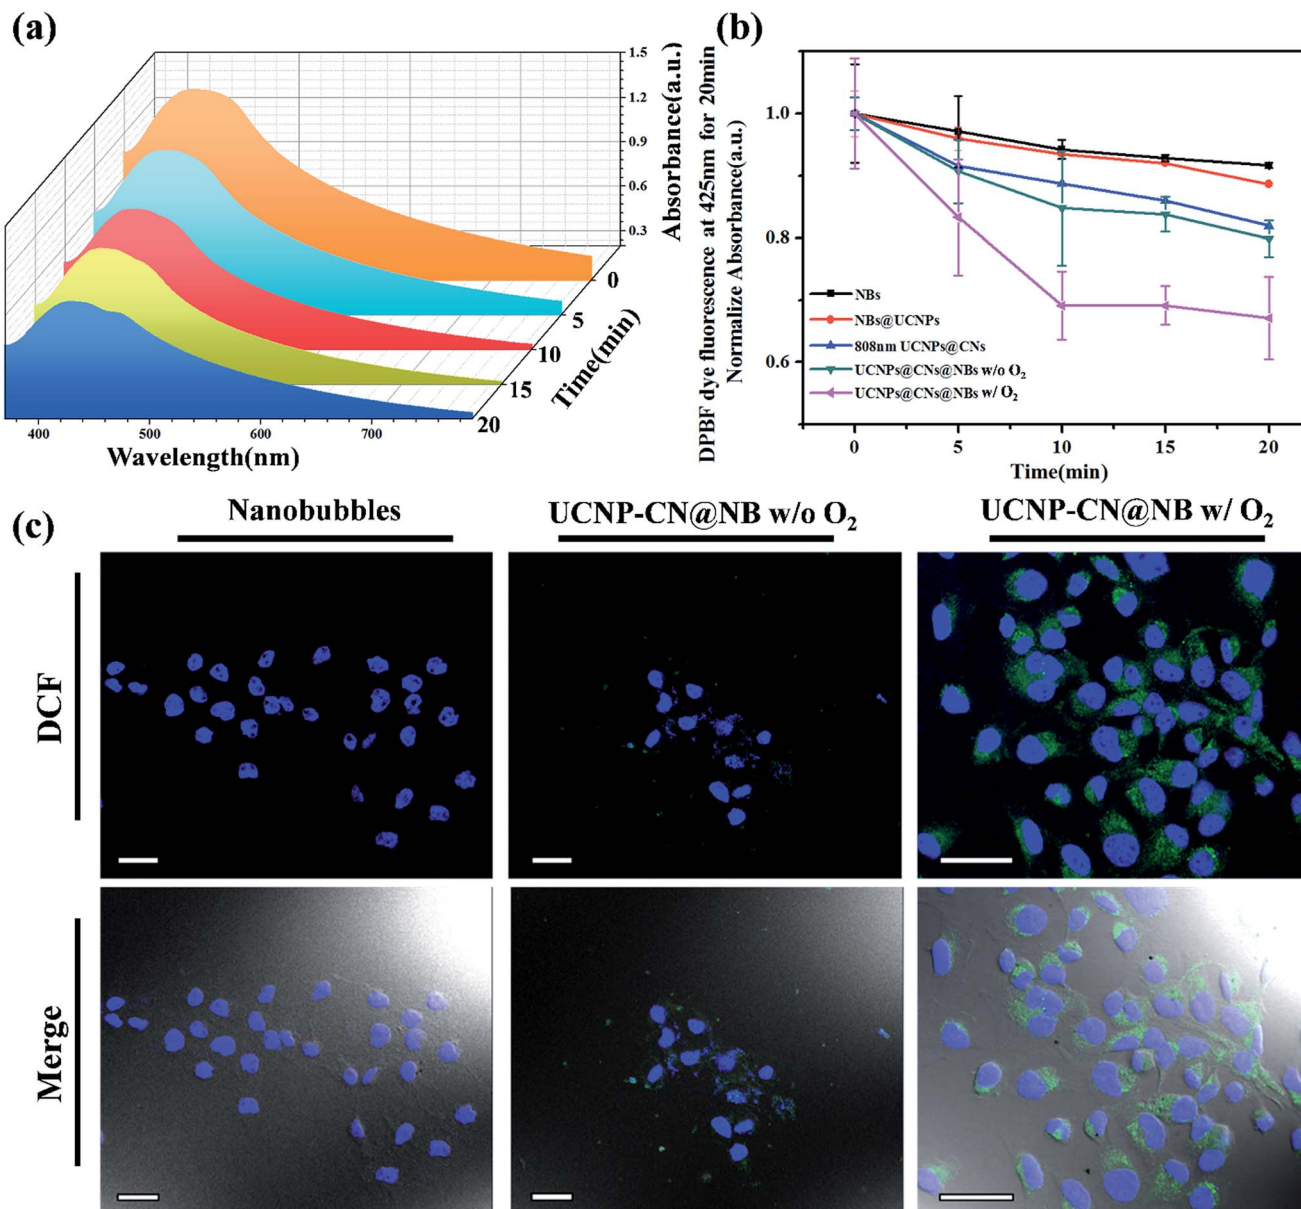 (a)
1.5
1.2
0.9
0.6
0.3
Absorbance(a.u.)
0
5
10
15
20
Time(min)
400
500
600
700
Wavelength(nm)
(b)
DPBF dye fluorescence at 425nm for 20min
Normalize Absorbance(a.u.)
1.0
0.8
0.6
NBs
NBs@UCNPs
808nm UCNPs@CNs
UCNPs@CNs@NBs w/o O₂
UCNPs@CNs@NBs w/ O₂
0
5
10
15
20
Time(min)
(c)
Nanobubbles
UCNP-CN@NB w/o O₂
UCNP-CN@NB w/ O₂
DCF
Merge